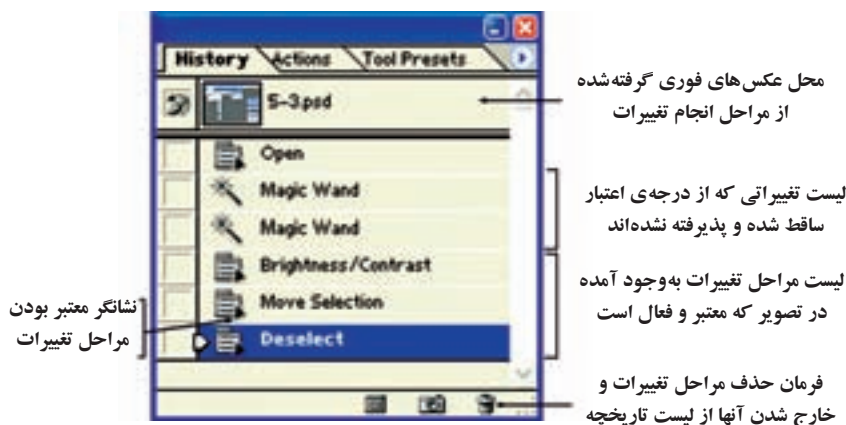 History Actions Tool Presets
5-3.psd
Open
Magic Wand
Magic Wand
Brightness/Contrast
Move Selection
Deselect
محل عکس‌های فوری گرفته‌شده
از مراحل انجام تغییرات
لیست تغییراتی که از درجه‌ی اعتبار
ساقط شده و پذیرفته نشده‌اند
لیست مراحل تغییرات به‌وجود آمده
در تصویر که معتبر و فعال است
نشانگر معتبر بودن
مراحل تغییرات
فرمان حذف مراحل تغییرات و
خارج شدن آنها از لیست تاریخچه